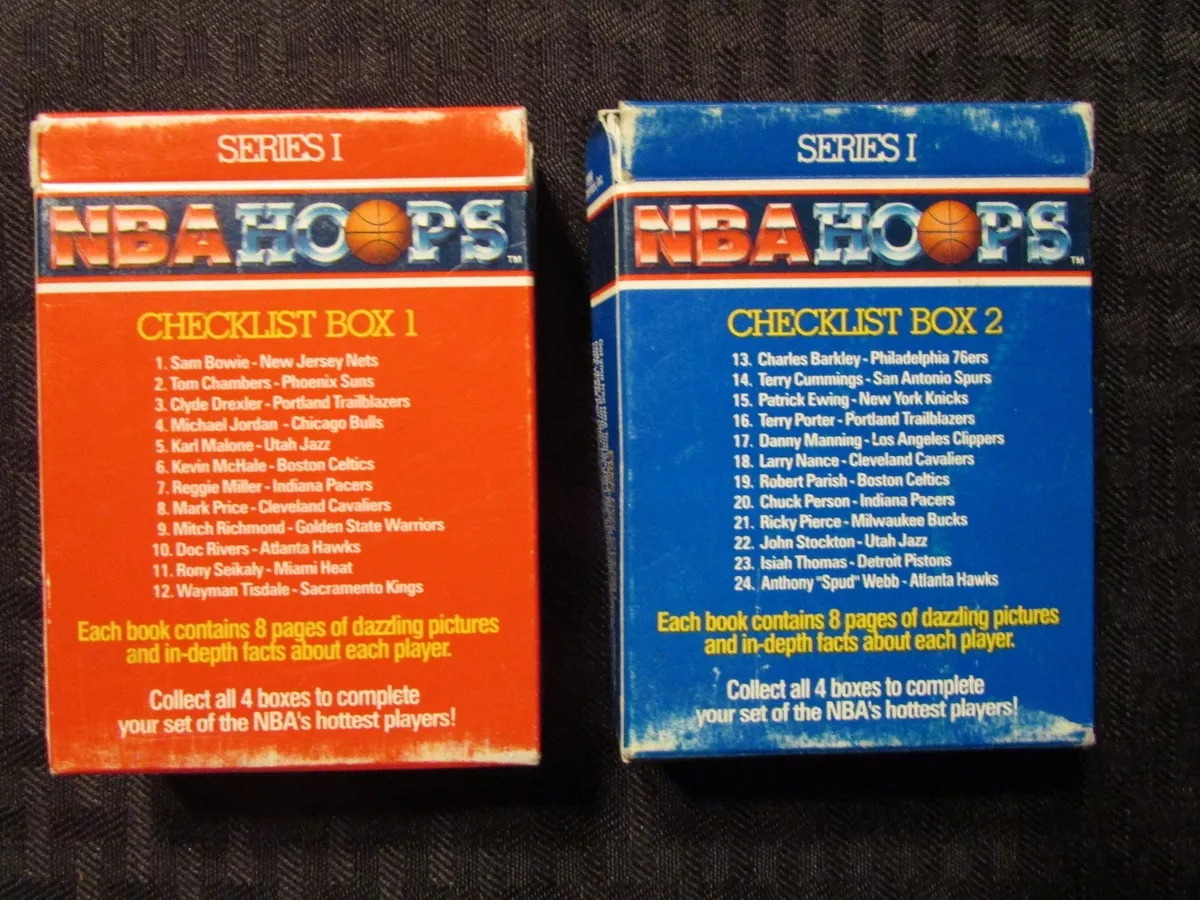 SERIES I
NBA HOOPS™
CHECKLIST BOX 1
1. Sam Bowie - New Jersey Nets
2. Tom Chambers - Phoenix Suns
3. Clyde Drexler - Portland Trailblazers
4. Michael Jordan - Chicago Bulls
5. Karl Malone - Utah Jazz
6. Kevin McHale - Boston Celtics
7. Reggie Miller - Indiana Pacers
8. Mark Price - Cleveland Cavaliers
9. Mitch Richmond - Golden State Warriors
10. Doc Rivers - Atlanta Hawks
11. Rony Seikaly - Miami Heat
12. Wayman Tisdale - Sacramento Kings
Each book contains 8 pages of dazzling pictures
and in-depth facts about each player.
Collect all 4 boxes to complete
your set of the NBA's hottest players!
SERIES I
NBA HOOPS™
CHECKLIST BOX 2
13. Charles Barkley - Philadelphia 76ers
14. Terry Cummings - San Antonio Spurs
15. Patrick Ewing - New York Knicks
16. Terry Porter - Portland Trailblazers
17. Danny Manning - Los Angeles Clippers
18. Larry Nance - Cleveland Cavaliers
19. Robert Parish - Boston Celtics
20. Chuck Person - Indiana Pacers
21. Ricky Pierce - Milwaukee Bucks
22. John Stockton - Utah Jazz
23. Isiah Thomas - Detroit Pistons
24. Anthony "Spud" Webb - Atlanta Hawks
Each book contains 8 pages of dazzling pictures
and in-depth facts about each player.
Collect all 4 boxes to complete
your set of the NBA's hottest players!